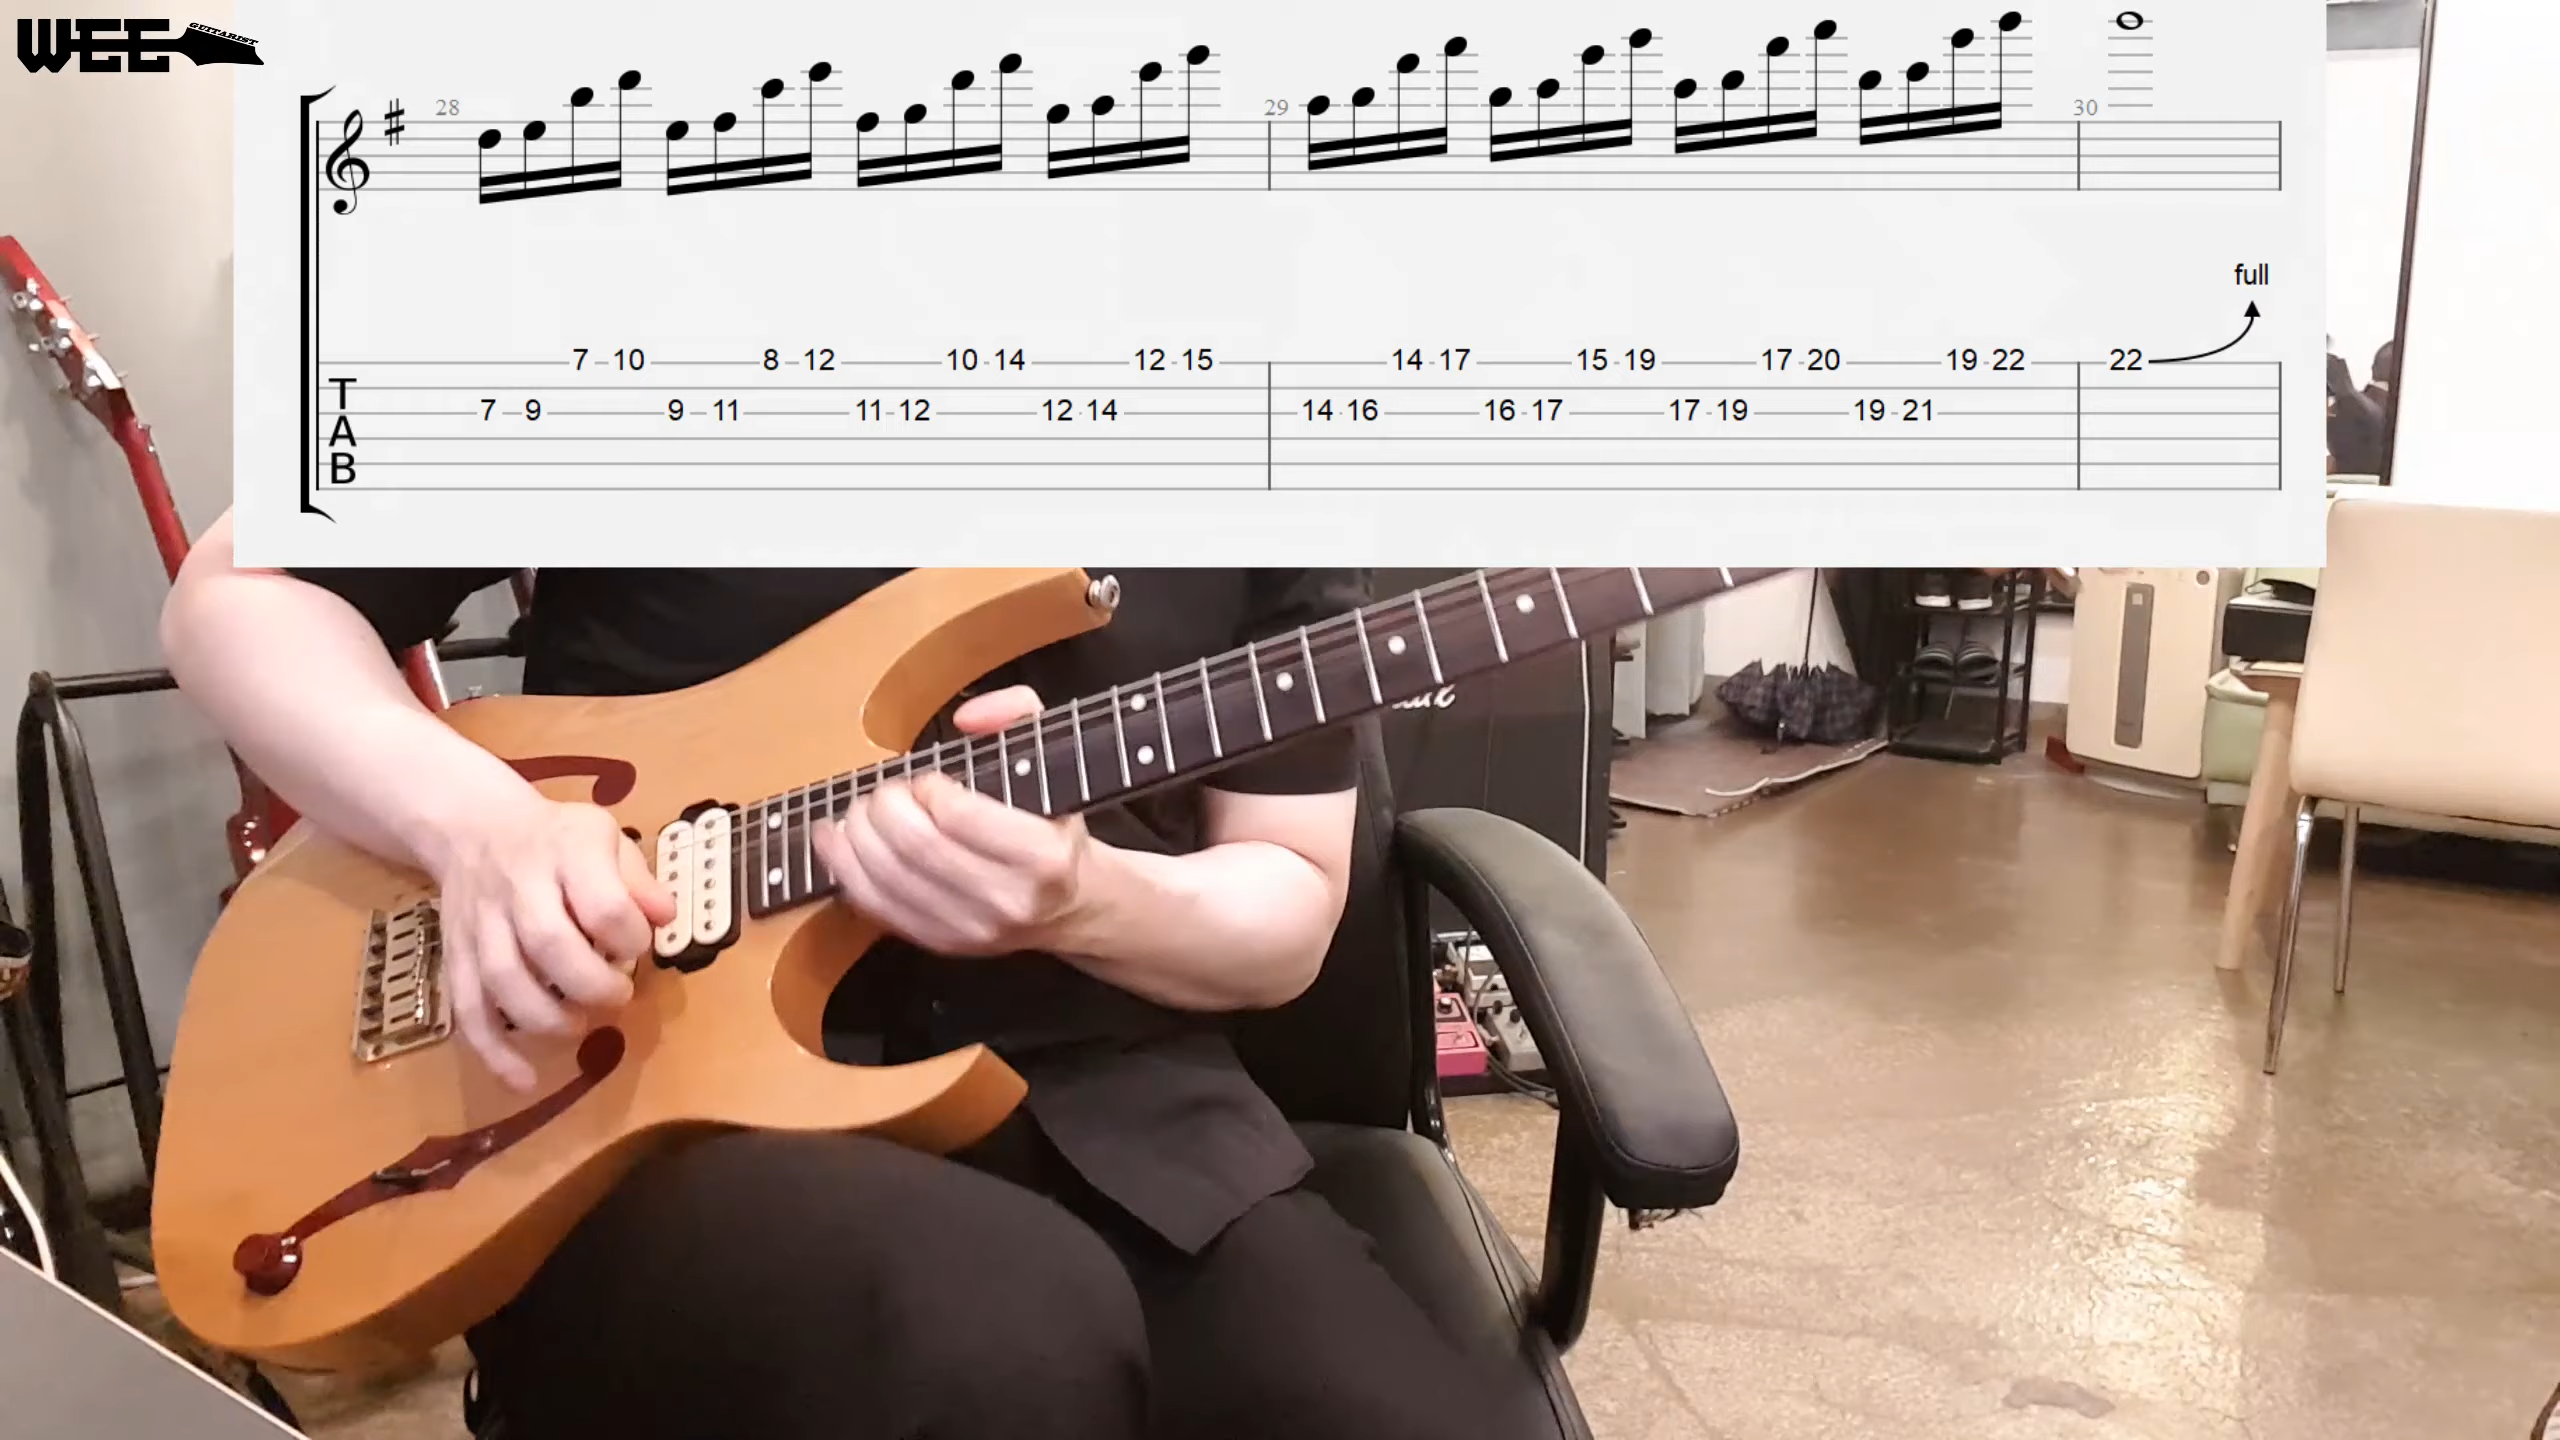 WEE GUITARIST
28 29 30
full
7 10 8 12 10 14 12 15 14 17 15 19 17 20 19 22 22
T
7 9 9 11 11 12 12 14 14 16 16 17 17 19 19 21
A
B